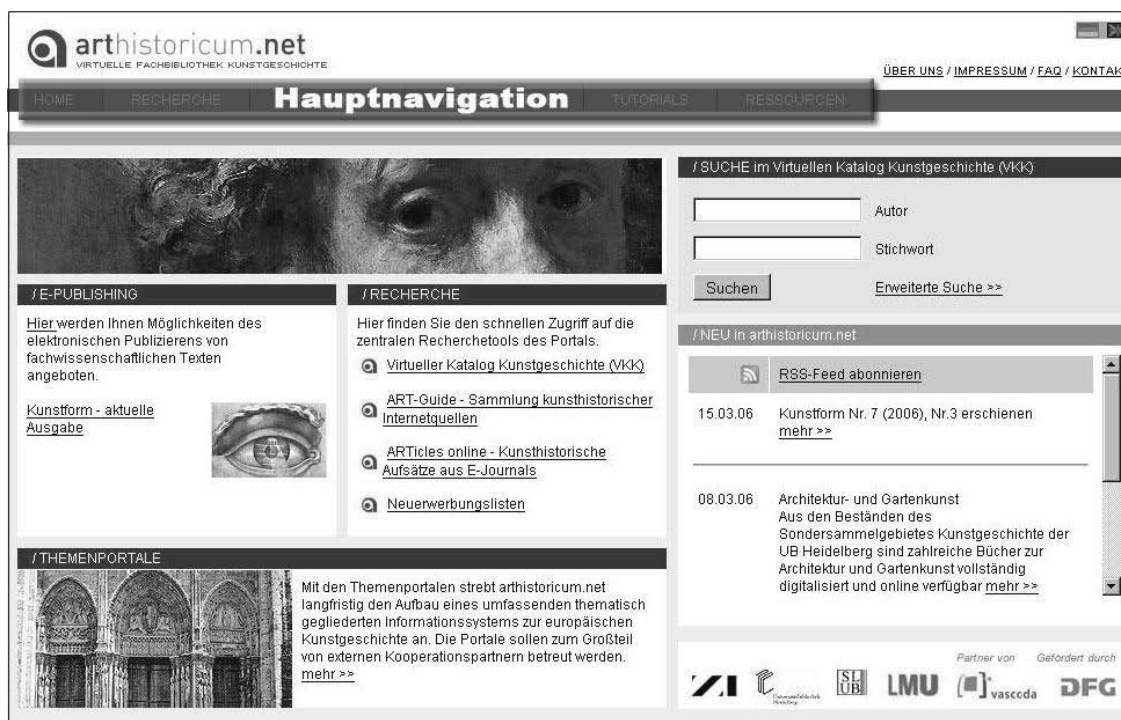 arthistoricum.net
VIRTUELLE FACHBIBLIOTHEK KUNSTGESCHICHTE
ÜBER UNS / IMPRESSUM / FAQ / KONTAK
HOME RECHERCHE Hauptnavigation TUTORIALS RESSOURCEN
/ E-PUBLISHING
Hier werden Ihnen Möglichkeiten des
elektronischen Publizierens von
fachwissenschaftlichen Texten
angeboten.
Kunstform - aktuelle
Ausgabe
/ RECHERCHE
Hier finden Sie den schnellen Zugriff auf die
zentralen Recherchetools des Portals.
Virtueller Katalog Kunstgeschichte (VKK)
ART-Guide - Sammlung kunsthistorischer
Internetquellen
ARTicles online - Kunsthistorische
Aufsätze aus E-Journals
Neuerwerbungslisten
/ THEMENPORTALE
Mit den Themenportalen strebt arthistoricum.net
langfristig den Aufbau eines umfassenden thematisch
gegliederten Informationssystems zur europäischen
Kunstgeschichte an. Die Portale sollen zum Großteil
von externen Kooperationspartnern betreut werden.
mehr >>
/ SUCHE im Virtuellen Katalog Kunstgeschichte (VKK)
Autor
Stichwort
Suchen Erweiterte Suche >>
/ NEU in arthistoricum.net
RSS-Feed abonnieren
15.03.06 Kunstform Nr. 7 (2006), Nr.3 erschienen
mehr >>
08.03.06 Architektur- und Gartenkunst
Aus den Beständen des
Sondersammelgebietes Kunstgeschichte der
UB Heidelberg sind zahlreiche Bücher zur
Architektur und Gartenkunst vollständig
digitalisiert und online verfügbar mehr >>
Partner von Gefördert durch
ZI SLUB LMU vascoda DFG